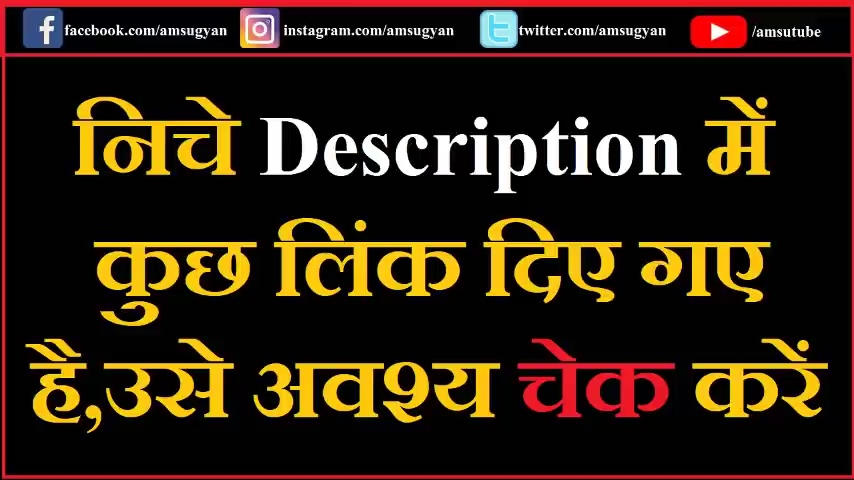 facebook.com/amsugyan instagram.com/amsugyan twitter.com/amsugyan /amsutube
निचे Description में
कुछ लिंक दिए गए
है,उसे अवश्य चेक करें